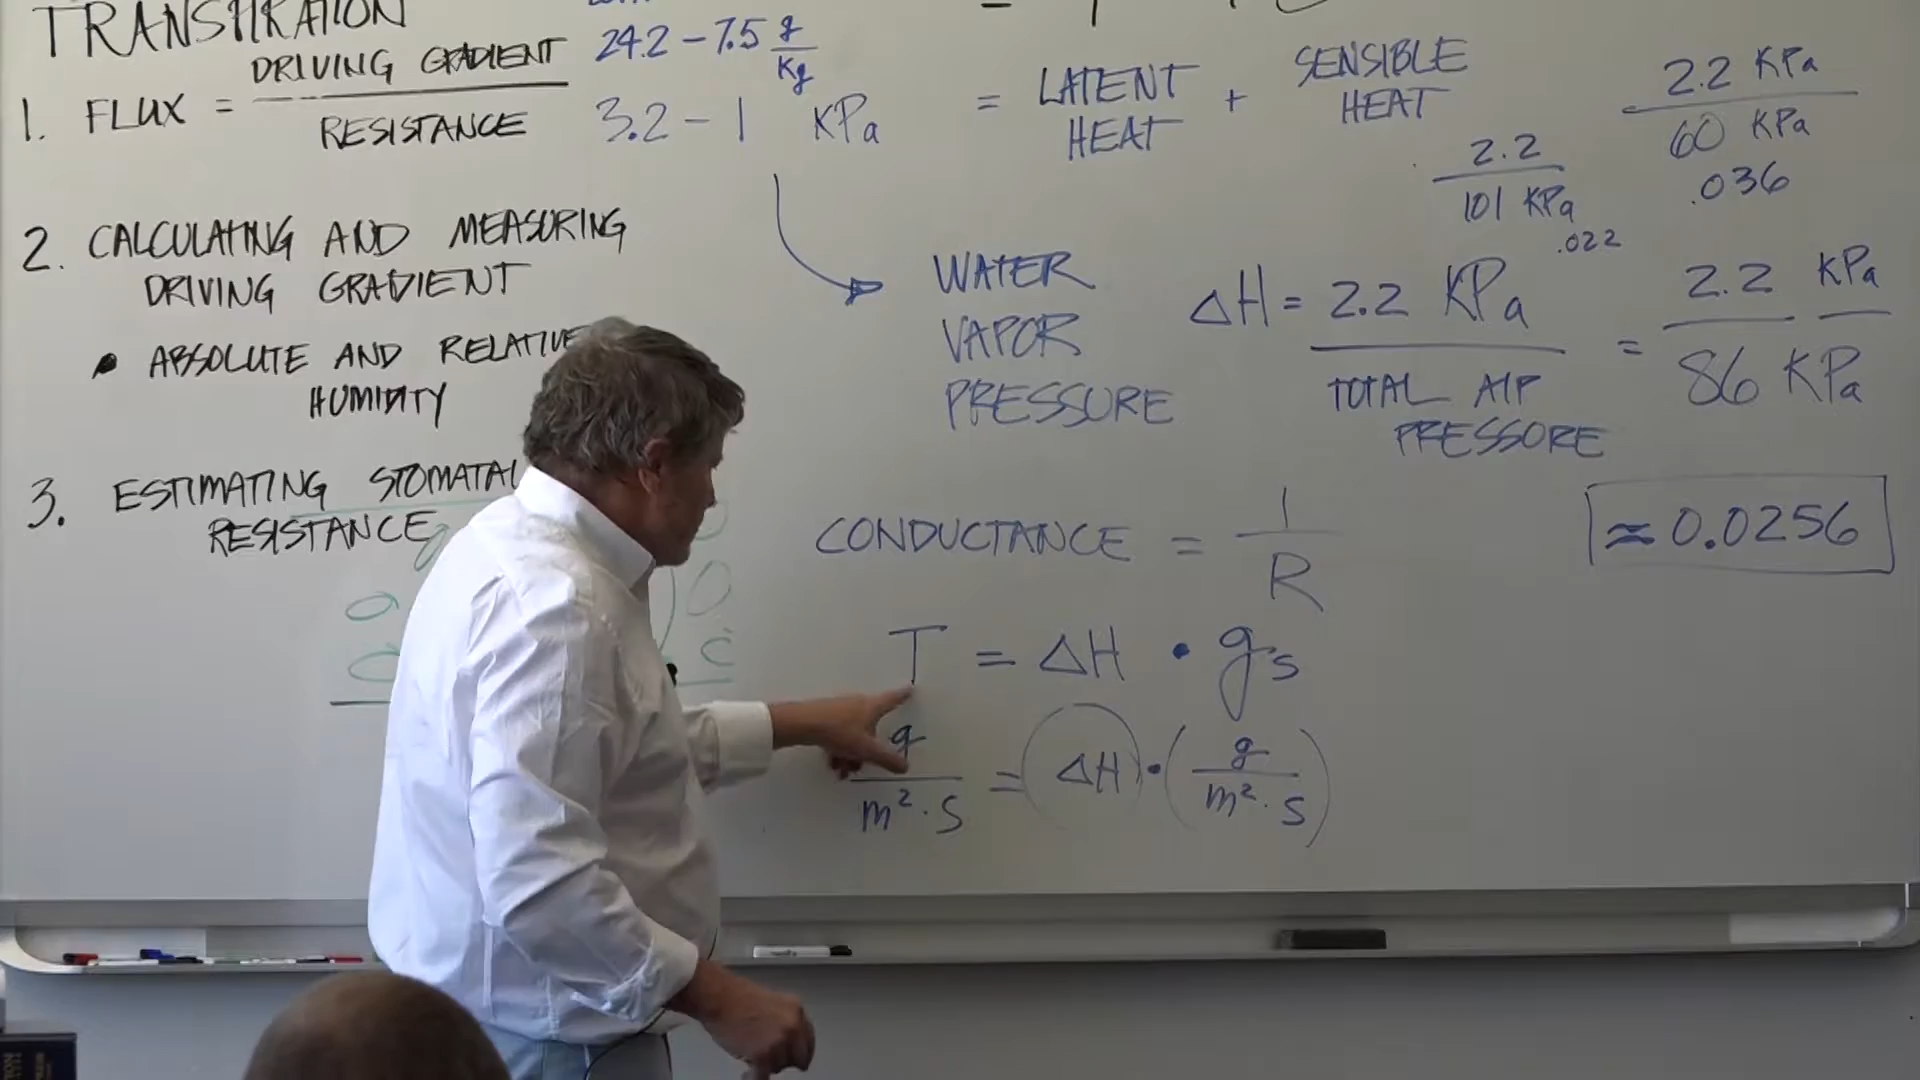 TRANSPIRATION
1. FLUX = DRIVING GRADIENT
RESISTANCE
24.2 - 7.5 g
Kg
3.2 - 1 KPa
2. CALCULATING AND MEASURING
DRIVING GRADIENT
• ABSOLUTE AND RELATIVE
HUMIDITY
3. ESTIMATING STOMATAL
RESISTANCE
= LATENT HEAT + SENSIBLE HEAT
2.2
101 KPa
.022
2.2 KPa
60 KPa
.036
WATER
VAPOR
PRESSURE
ΔH = 2.2 KPa
TOTAL AIR
PRESSORE
= 2.2 KPa
86 KPa
≈ 0.0256
CONDUCTANCE = 1
R
T = ΔH • gs
g
m² · S
= (ΔH) • ( g
m² · S )